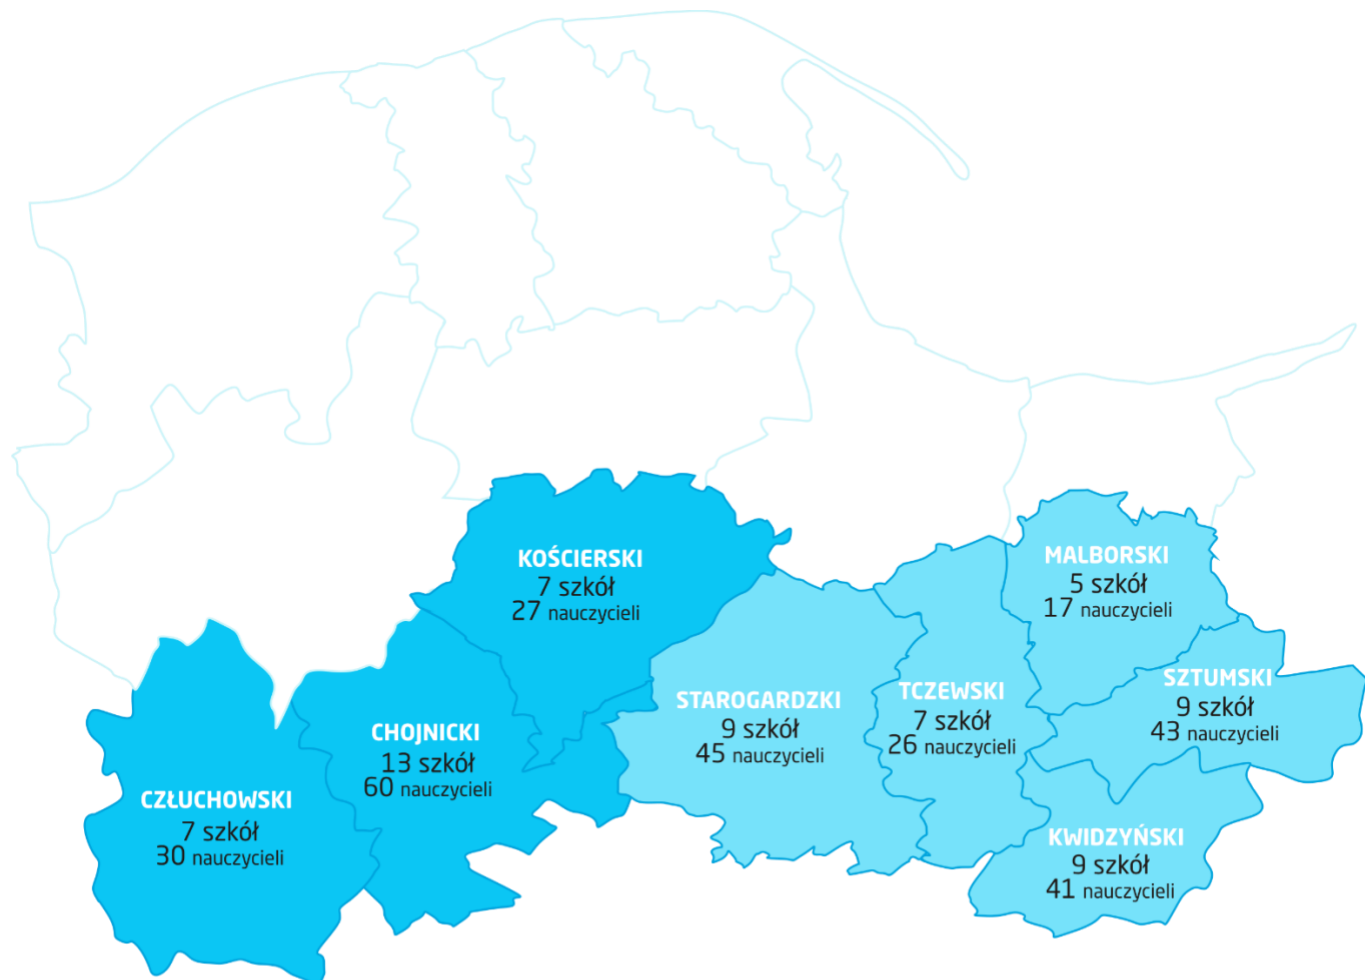 KOŚCIERSKI
7 szkół
27 nauczycieli
MALBORSKI
5 szkół
17 nauczycieli
STAROGARDZKI
9 szkół
45 nauczycieli
TCZEWSKI
7 szkół
26 nauczycieli
SZTUMSKI
9 szkół
43 nauczycieli
CHOJNICKI
13 szkół
60 nauczycieli
CZŁUCHOWSKI
7 szkół
30 nauczycieli
KWIDZYŃSKI
9 szkół
41 nauczycieli